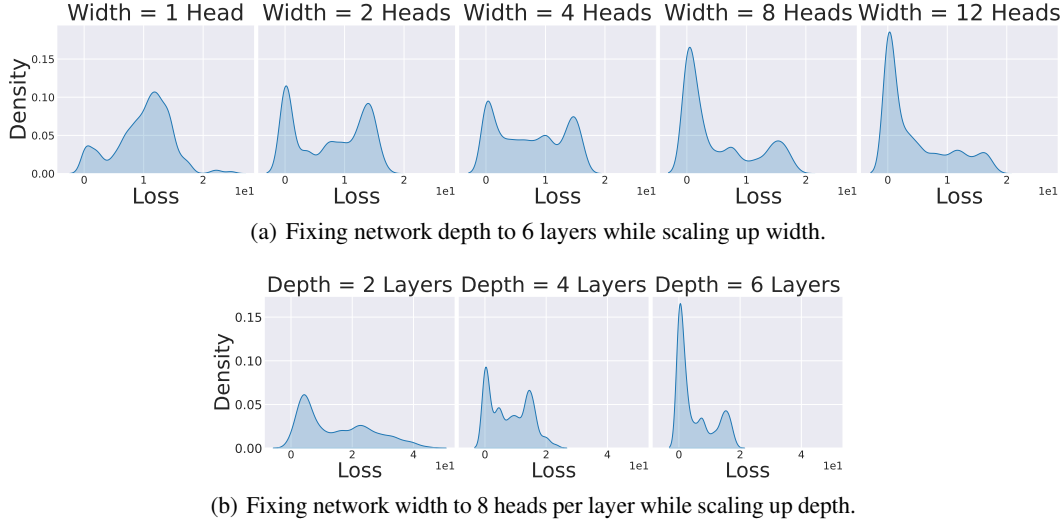 Width = 1 Head Width = 2 Heads Width = 4 Heads Width = 8 Heads Width = 12 Heads
Density
0.15
0.10
0.05
0.00
0 1 2 1e1 0 1 2 1e1 0 1 2 1e1 0 1 2 1e1 0 1 2 1e1
Loss Loss Loss Loss Loss
(a) Fixing network depth to 6 layers while scaling up width.
Depth = 2 Layers Depth = 4 Layers Depth = 6 Layers
Density
0.15
0.10
0.05
0.00
0 2 4 1e1 0 2 4 1e1 0 2 4 1e1
Loss Loss Loss
(b) Fixing network width to 8 heads per layer while scaling up depth.